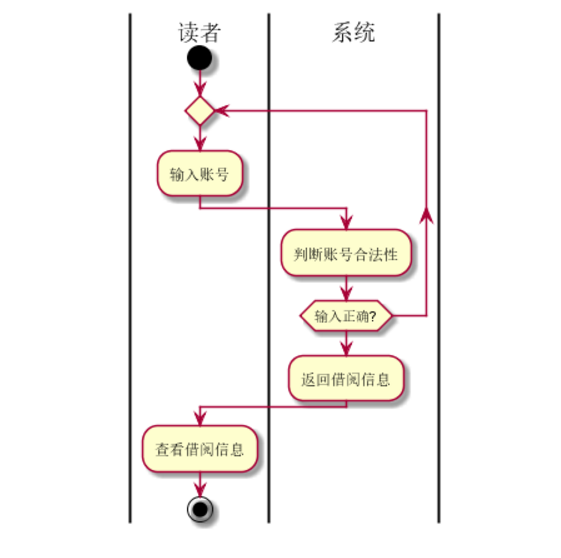 读者
系统
输入账号
判断账号合法性
输入正确?
返回借阅信息
查看借阅信息